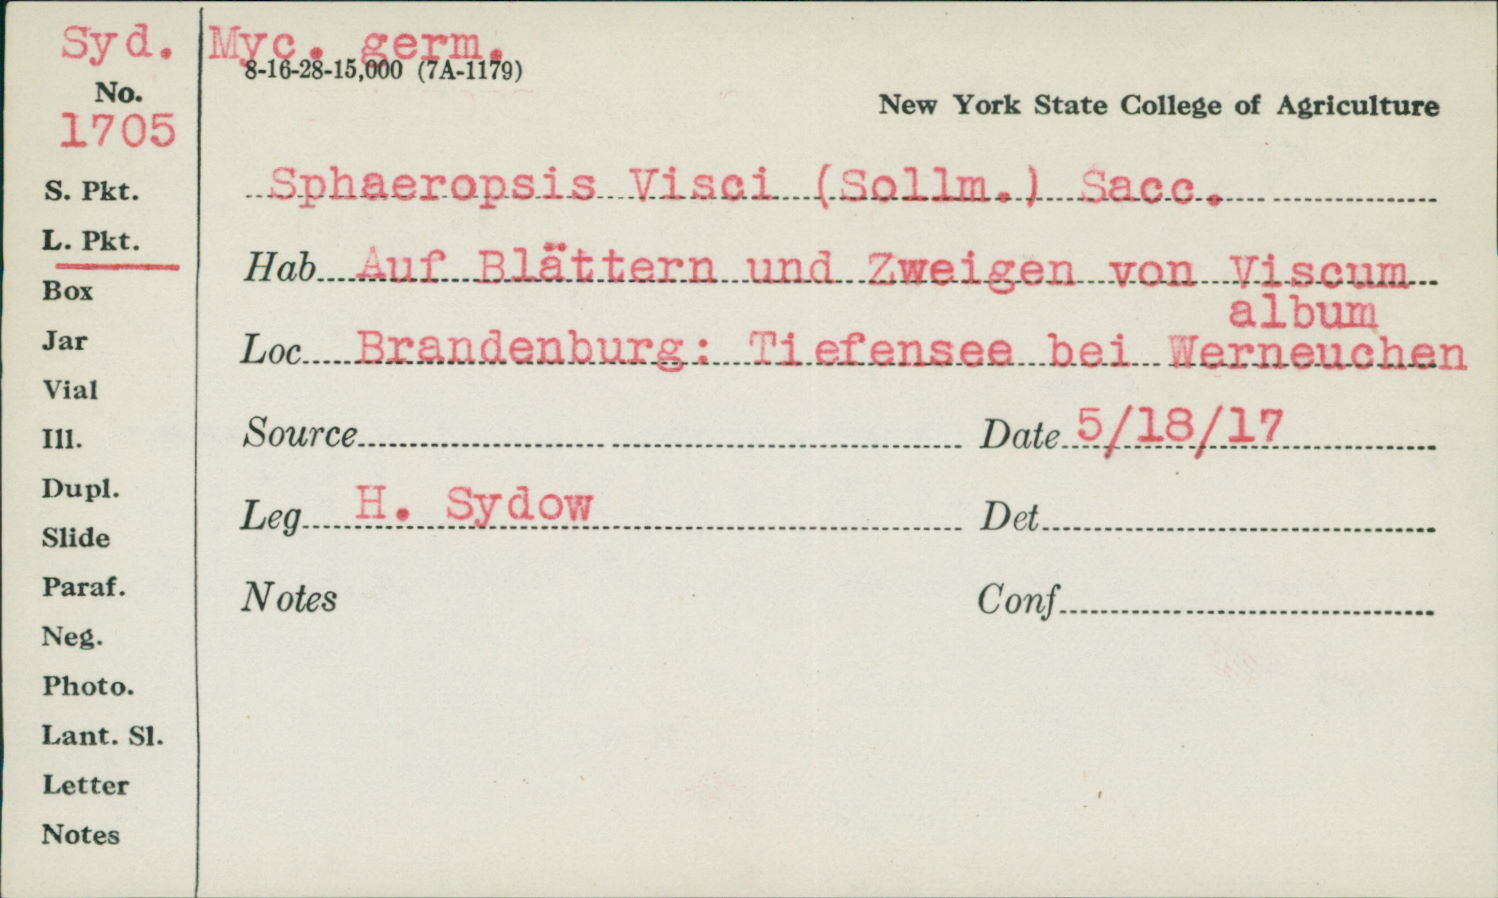 Syd. Myc. germ.
8-16-28-15,000 (7A-1179)
No.
1705
New York State College of Agriculture
S. Pkt.
Sphaeropsis Visci (Sollm.) Sacc.
L. Pkt.
Hab. Auf Blättern und Zweigen von Viscum
album
Box
Jar
Loc. Brandenburg: Tiefensee bei Werneuchen
Vial
Ill.
Source Date 5/18/17
Dupl.
Leg. H. Sydow Det.
Slide
Paraf.
Notes Conf.
Neg.
Photo.
Lant. Sl.
Letter
Notes